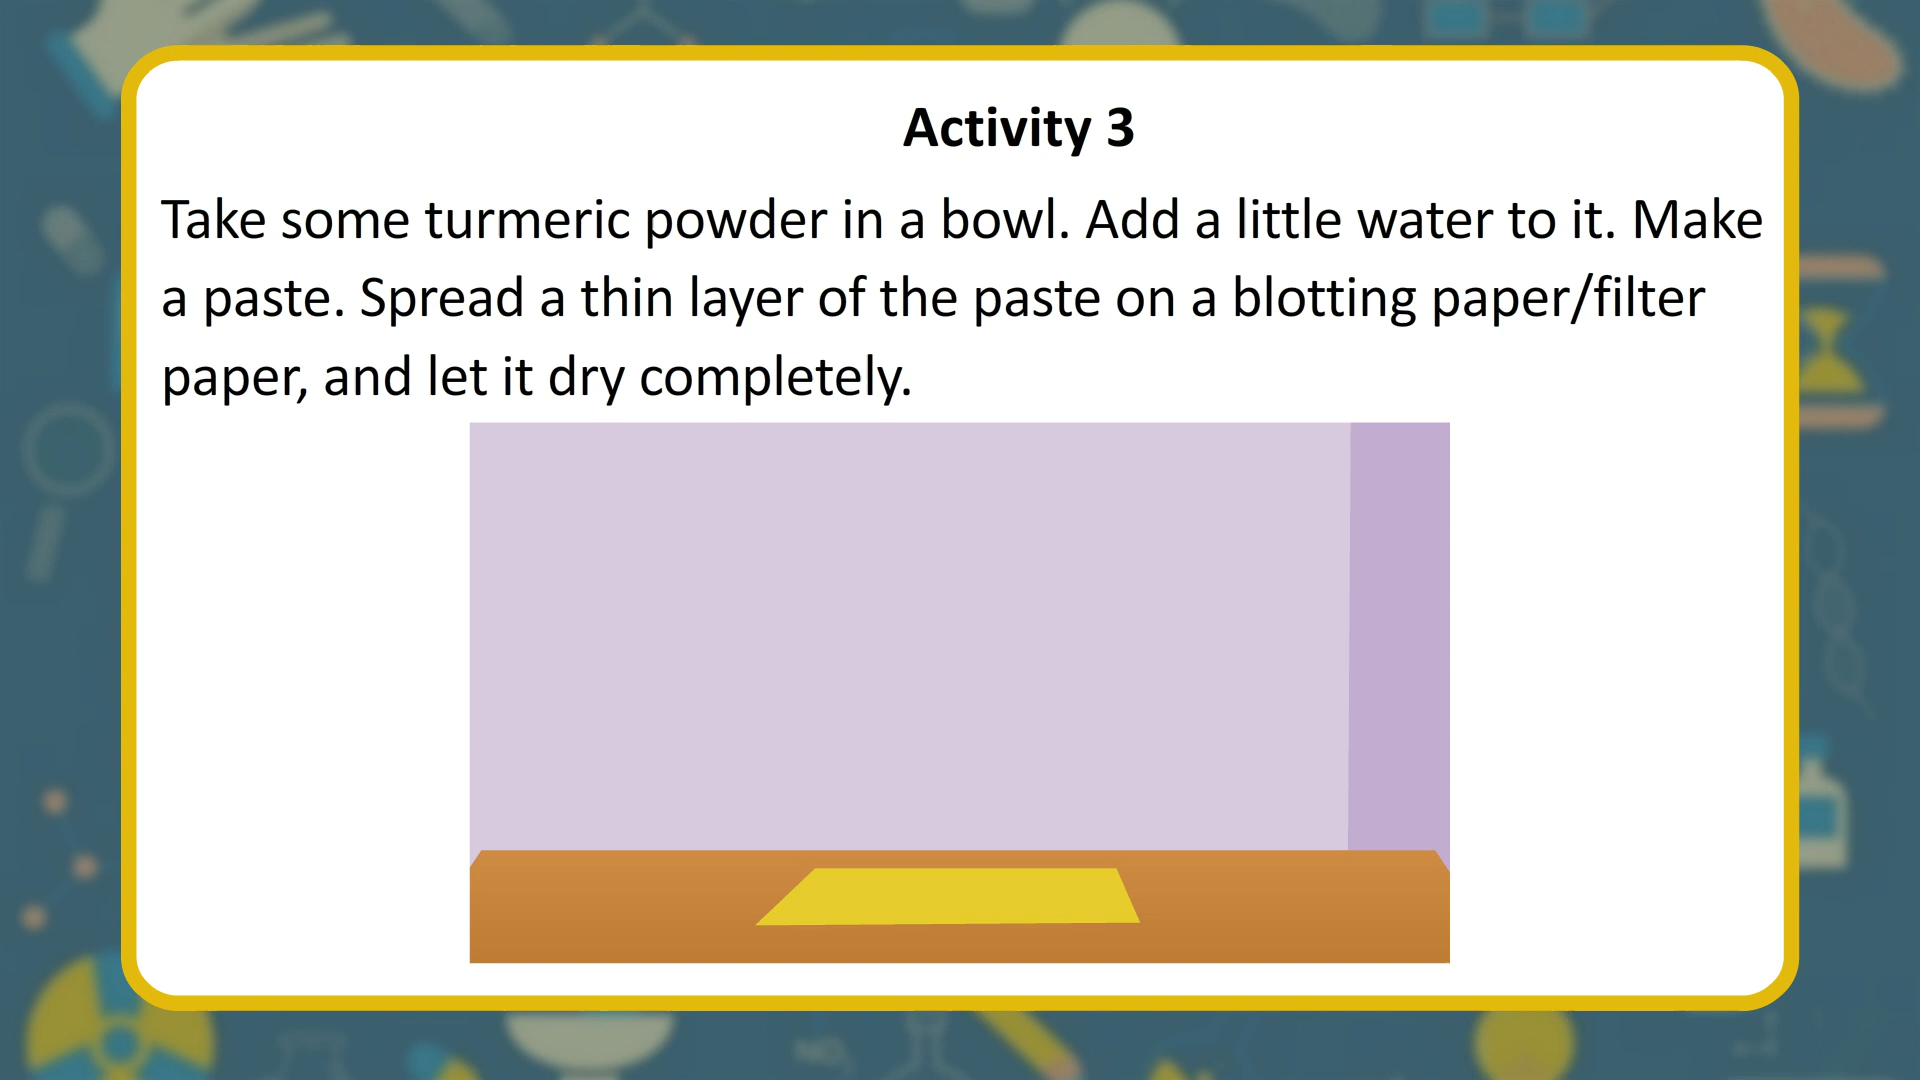 Activity 3
Take some turmeric powder in a bowl. Add a little water to it. Make
a paste. Spread a thin layer of the paste on a blotting paper/filter
paper, and let it dry completely.
NO₂